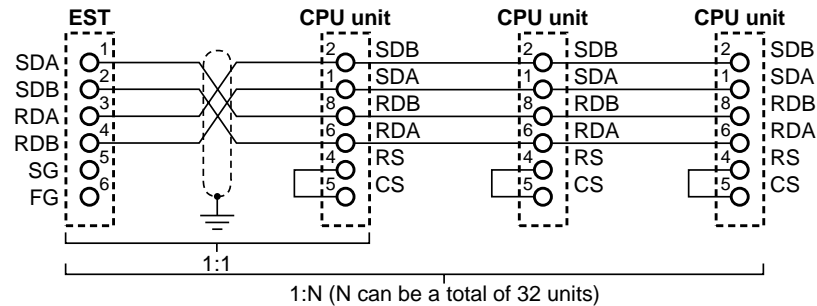 EST CPU unit CPU unit CPU unit
SDA 1 2 SDB 2 SDB 2 SDB
SDB 2 1 SDA 1 SDA 1 SDA
RDA 3 8 RDB 8 RDB 8 RDB
RDB 4 6 RDA 6 RDA 6 RDA
SG 5 4 RS 4 RS 4 RS
FG 6 5 CS 5 CS 5 CS
1:1
1:N (N can be a total of 32 units)